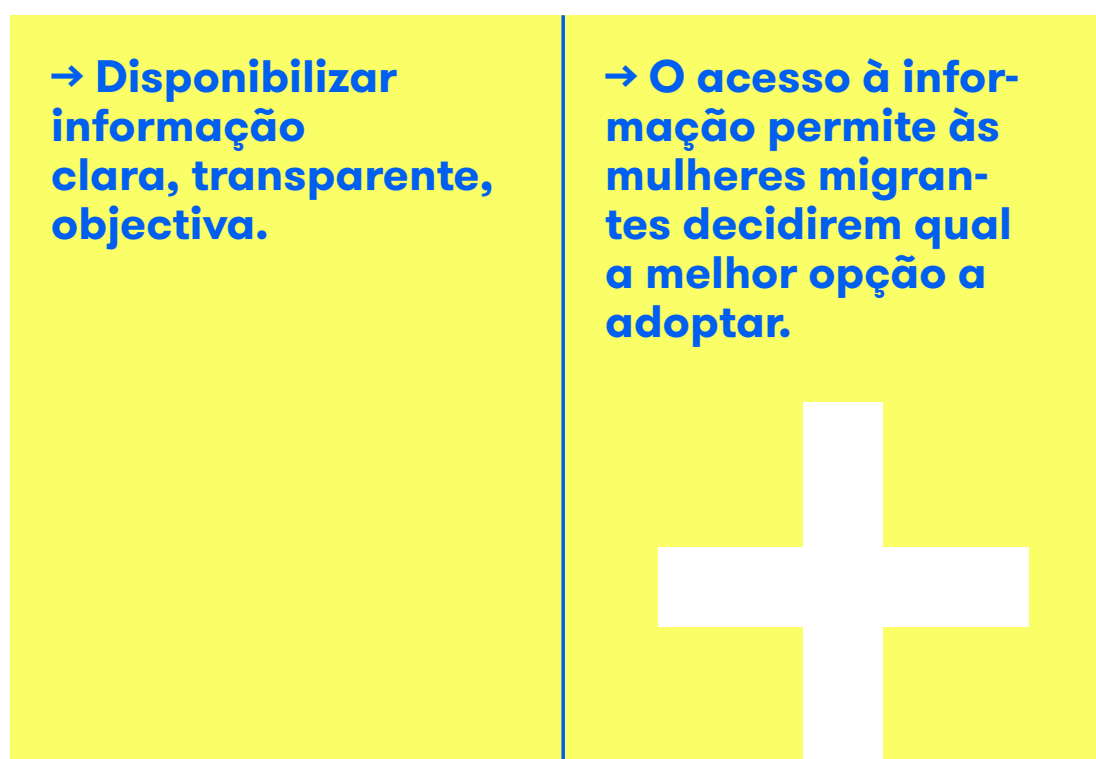 → Disponibilizar
informação
clara, transparente,
objectiva.
→ O acesso à infor-
mação permite às
mulheres migran-
tes decidirem qual
a melhor opção a
adoptar.